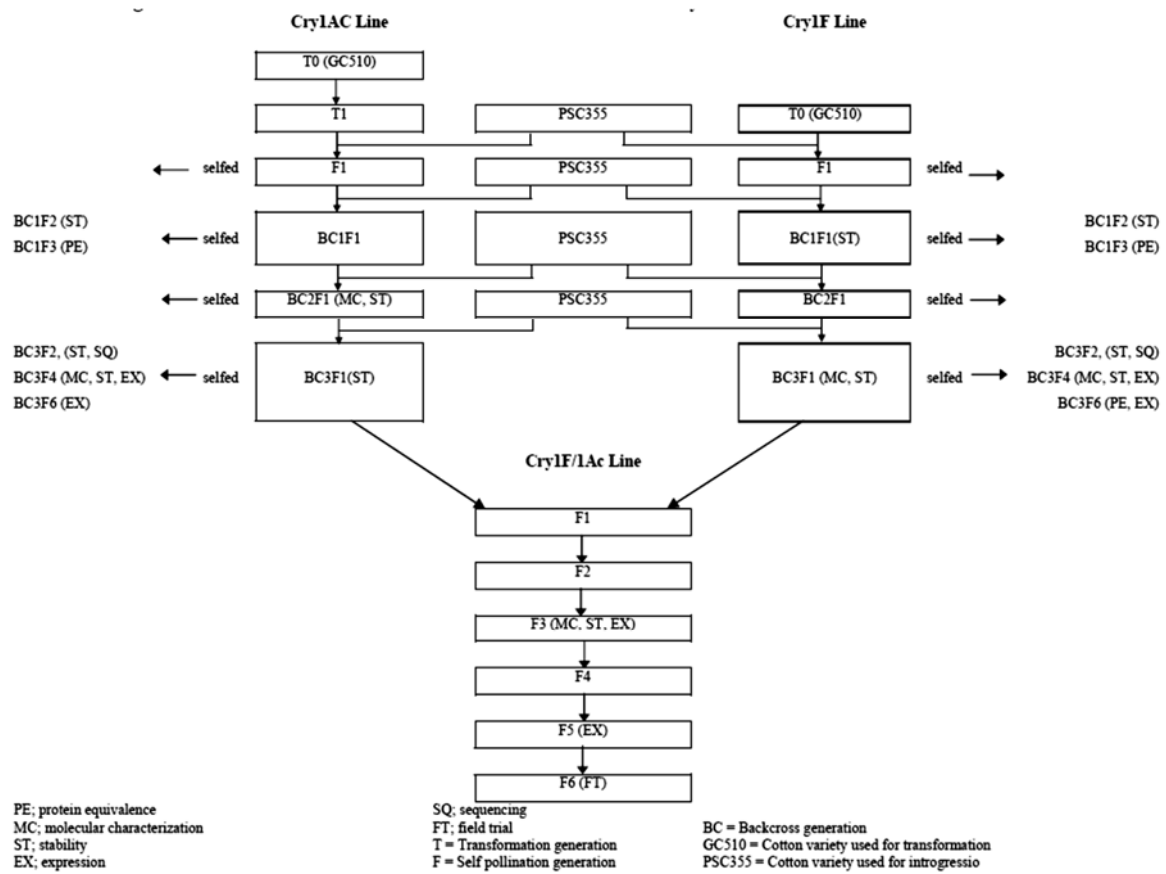 Cry1AC Line Cry1F Line
T0 (GC510)
T1 PSC355 T0 (GC510)
selfed F1 PSC355 F1 selfed
BC1F2 (ST) BC1F2 (ST)
BC1F3 (PE) selfed BC1F1 PSC355 BC1F1(ST) selfed BC1F3 (PE)
selfed BC2F1 (MC, ST) PSC355 BC2F1 selfed
BC3F2, (ST, SQ) BC3F2, (ST, SQ)
BC3F4 (MC, ST, EX) selfed BC3F1(ST) BC3F1 (MC, ST) selfed BC3F4 (MC, ST, EX)
BC3F6 (EX) BC3F6 (PE, EX)
Cry1F/1Ac Line
F1
F2
F3 (MC, ST, EX)
F4
F5 (EX)
F6 (FT)
PE; protein equivalence SQ; sequencing
MC; molecular characterization FT; field trial BC = Backcross generation
ST; stability T = Transformation generation GC510 = Cotton variety used for transformation
EX; expression F = Self pollination generation PSC355 = Cotton variety used for introgressio